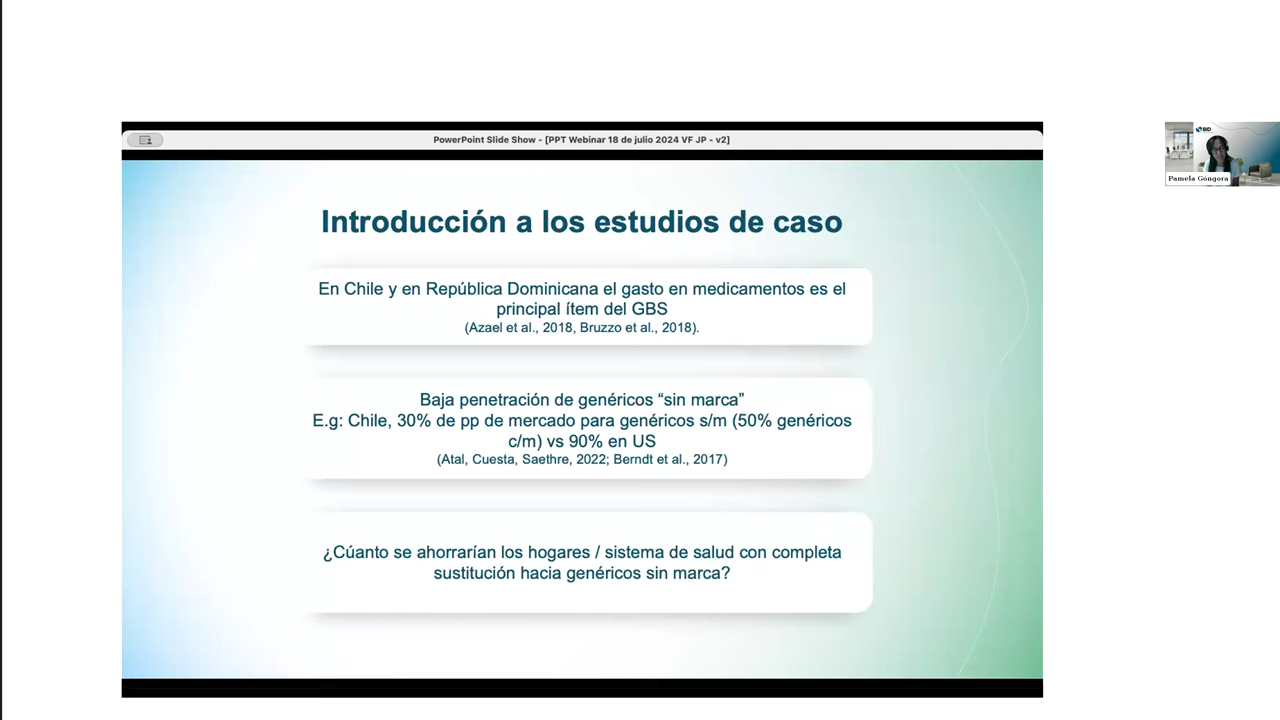 PowerPoint Slide Show - [PPT Webinar 18 de julio 2024 VF JP - v2]
Introducción a los estudios de caso
En Chile y en República Dominicana el gasto en medicamentos es el
principal ítem del GBS
(Azael et al., 2018, Bruzzo et al., 2018).
Baja penetración de genéricos “sin marca”
E.g: Chile, 30% de pp de mercado para genéricos s/m (50% genéricos
c/m) vs 90% en US
(Atal, Cuesta, Saethre, 2022; Berndt et al., 2017)
¿Cúanto se ahorrarían los hogares / sistema de salud con completa
sustitución hacia genéricos sin marca?
BID
Pamela Góngora